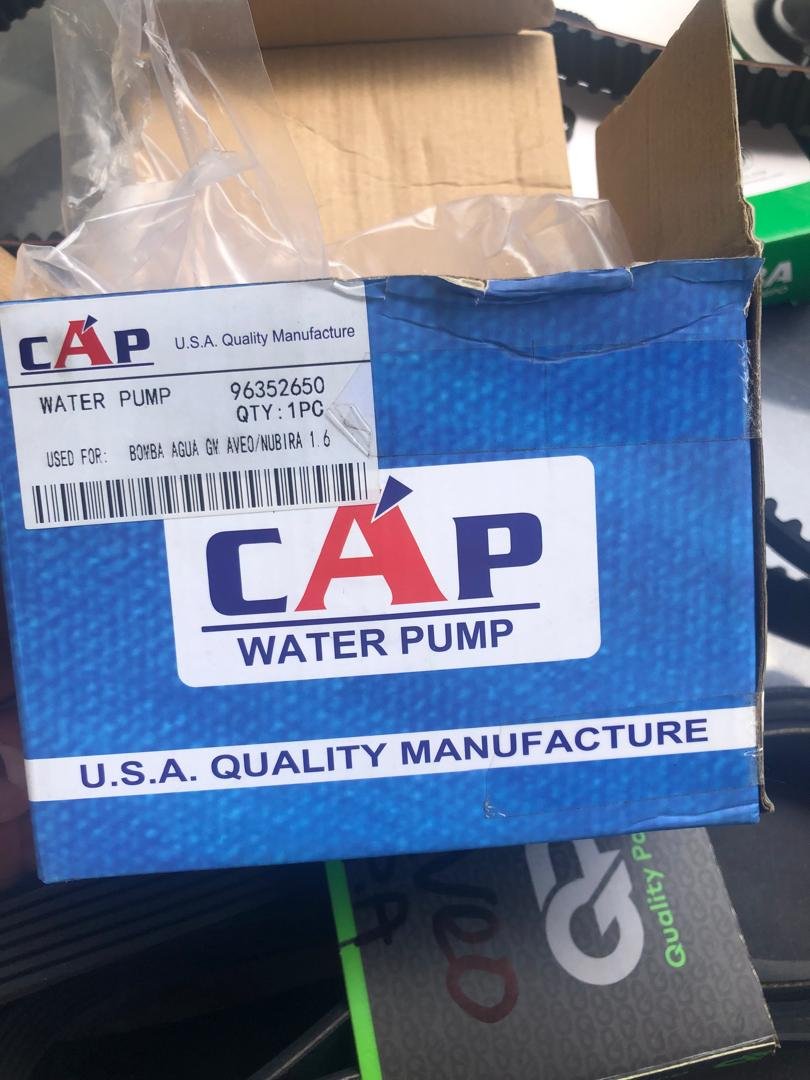 CAP
U.S.A. Quality Manufacture
WATER PUMP
96352650
QTY:1PC
USED FOR: BOMBA AGUA GM AVEO/NUBIRA 1.6
CAP
WATER PUMP
U.S.A. QUALITY MANUFACTURE
Quality